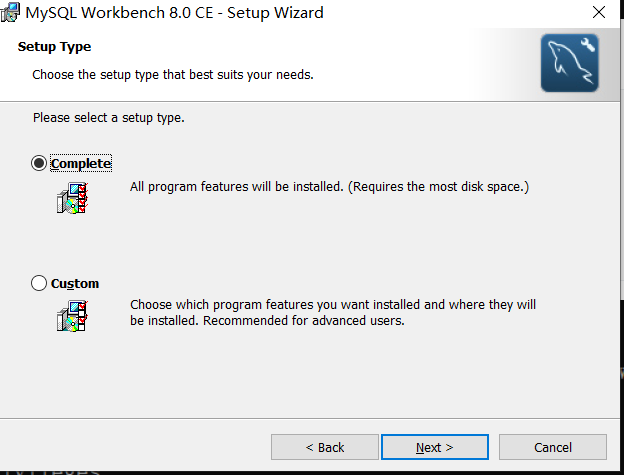 MySQL Workbench 8.0 CE - Setup Wizard
Setup Type
Choose the setup type that best suits your needs.
Please select a setup type.
Complete
All program features will be installed. (Requires the most disk space.)
Custom
Choose which program features you want installed and where they will
be installed. Recommended for advanced users.
< Back
Next >
Cancel